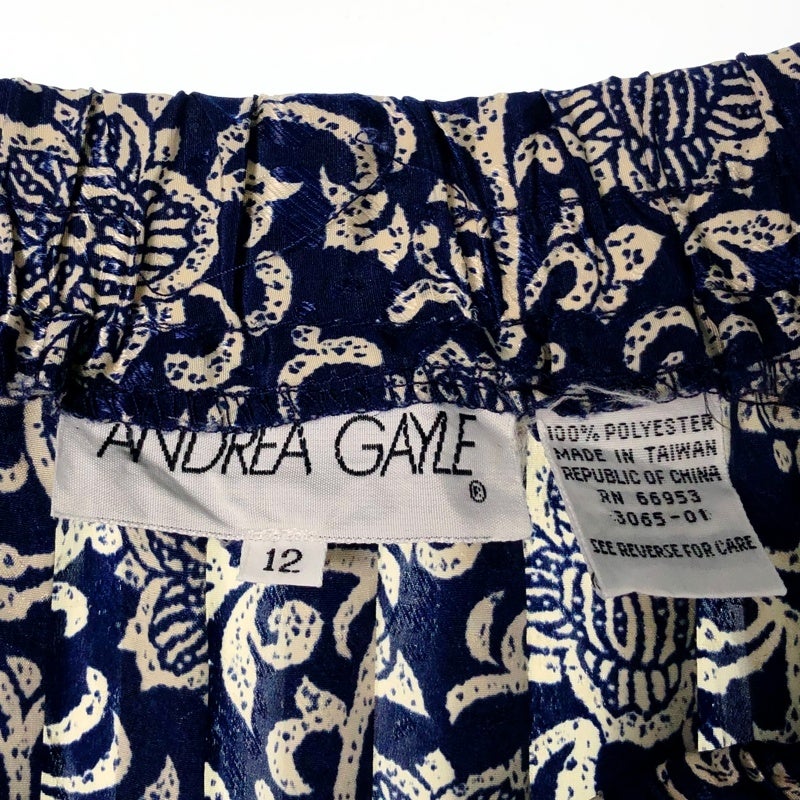 ANDREA GAYLE
®
12
100% POLYESTER
MADE IN TAIWAN
REPUBLIC OF CHINA
RN 66953
3065-01
SEE REVERSE FOR CARE